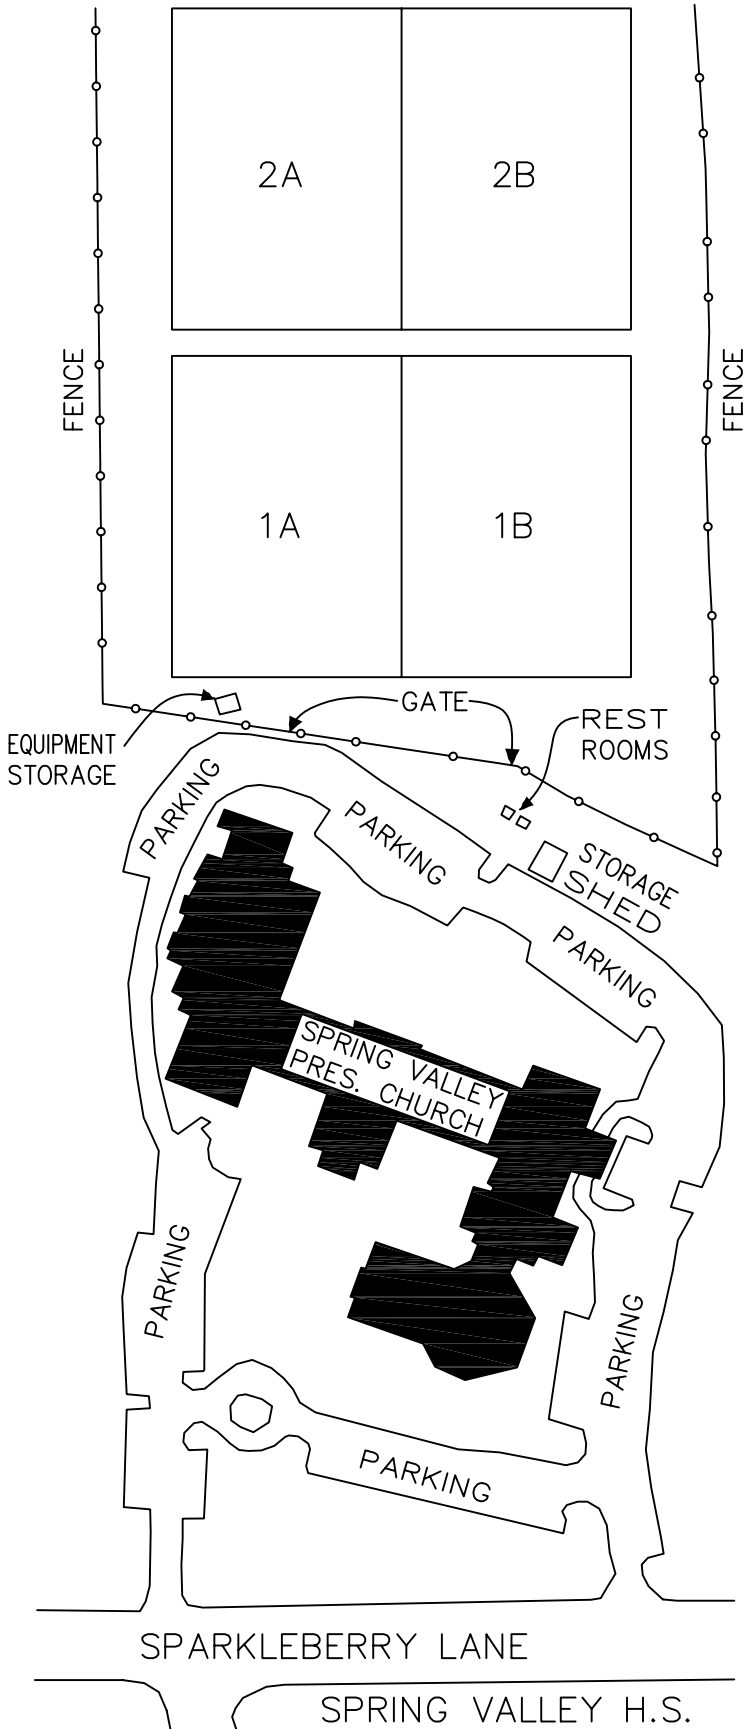 2A
2B
FENCE
FENCE
1A
1B
GATE
EQUIPMENT
STORAGE
REST
ROOMS
PARKING
PARKING
STORAGE
SHED
PARKING
SPRING VALLEY
PRES. CHURCH
PARKING
PARKING
PARKING
SPARKLEBERRY LANE
SPRING VALLEY H.S.